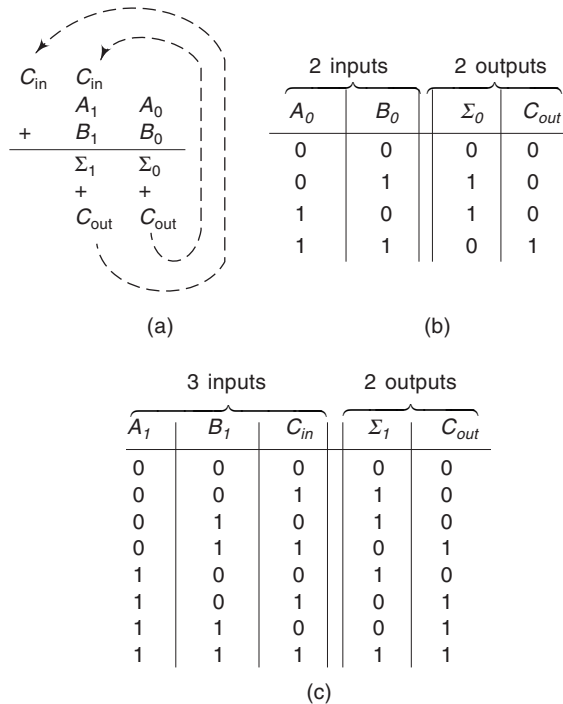 C_in C_in
A_1 A_0
+ B_1 B_0
Σ_1 Σ_0
+ +
C_out C_out
(a)
2 inputs 2 outputs
A_0 B_0 Σ_0 C_out
0 0 0 0
0 1 1 0
1 0 1 0
1 1 0 1
(b)
3 inputs 2 outputs
A_1 B_1 C_in Σ_1 C_out
0 0 0 0 0
0 0 1 1 0
0 1 0 1 0
0 1 1 0 1
1 0 0 1 0
1 0 1 0 1
1 1 0 0 1
1 1 1 1 1
(c)